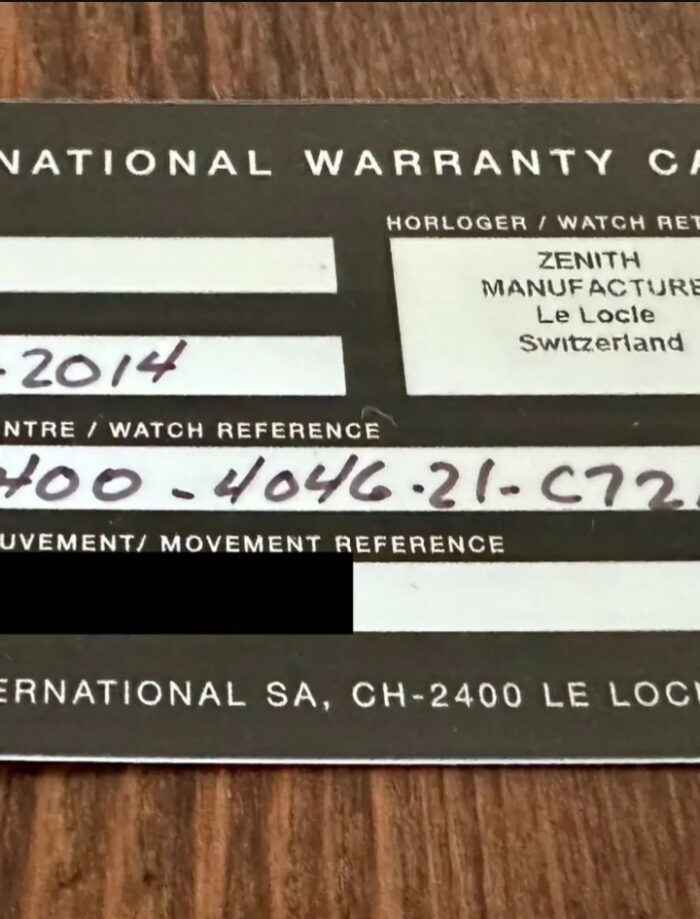 NATIONAL WARRANTY CA
HORLOGER / WATCH RET
ZENITH
MANUFACTURE
Le Locle
Switzerland
-2014
NTRE / WATCH REFERENCE
400-4046-21-C72
UVEMENT/ MOVEMENT REFERENCE
ERNATIONAL SA, CH-2400 LE LOC